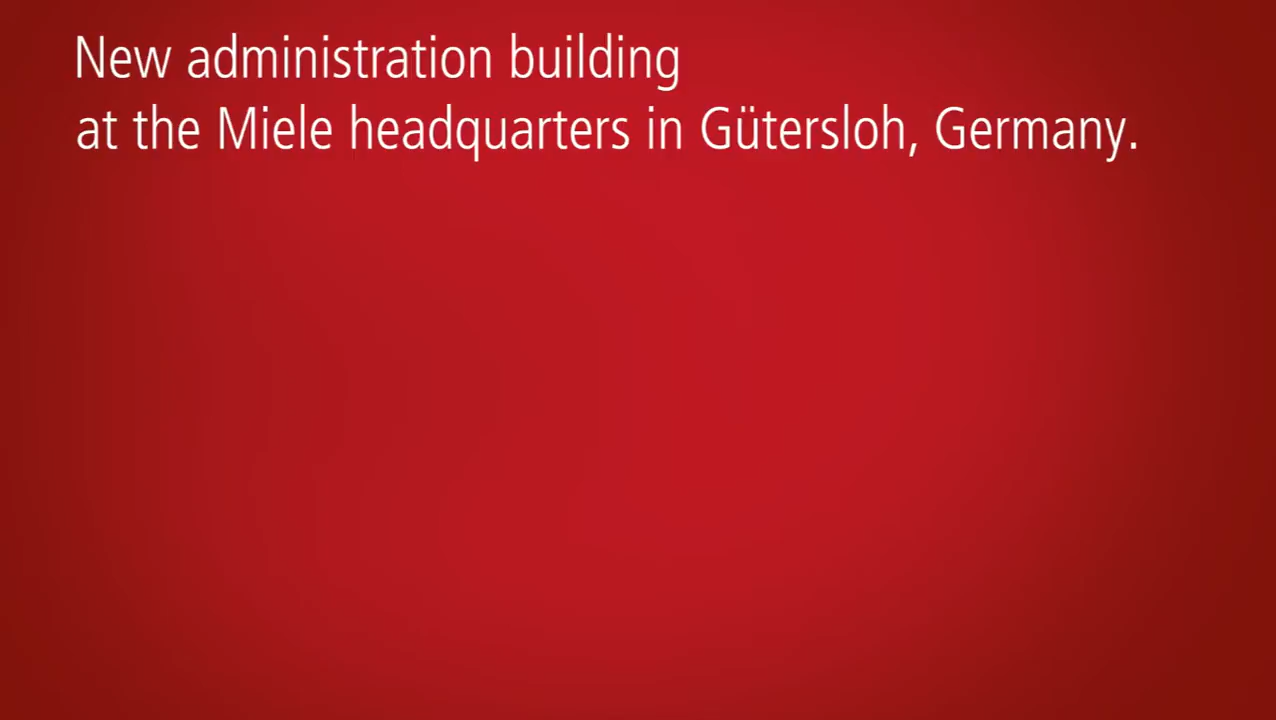 New administration building
at the Miele headquarters in Gütersloh, Germany.